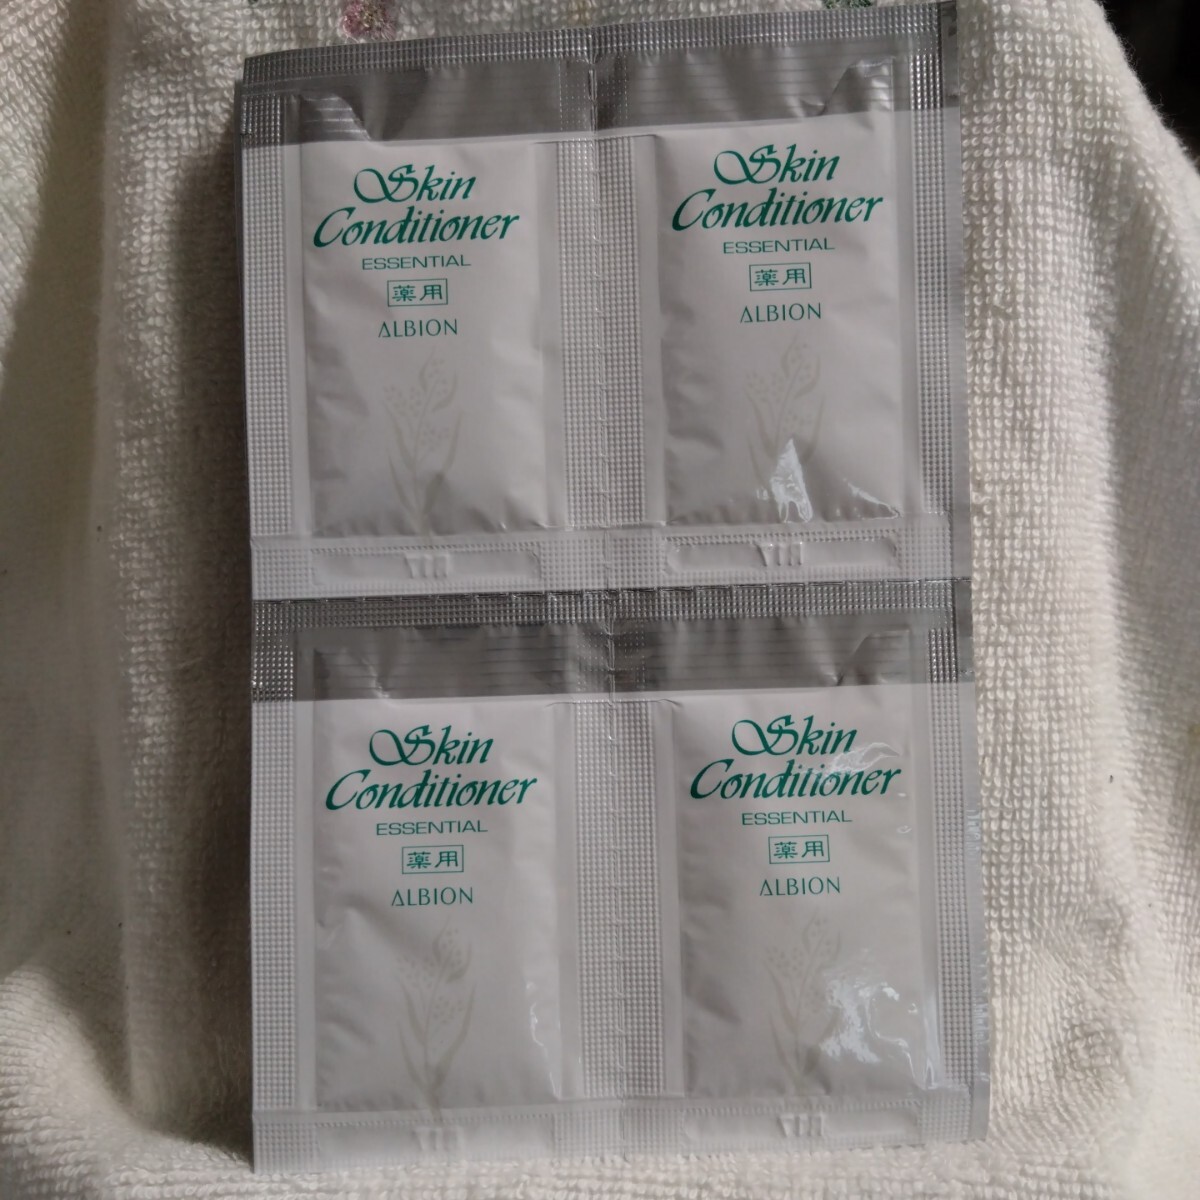 Skin
Conditioner
ESSENTIAL
薬用
ALBION
Skin
Conditioner
ESSENTIAL
薬用
ALBION
Skin
Conditioner
ESSENTIAL
薬用
ALBION
Skin
Conditioner
ESSENTIAL
薬用
ALBION